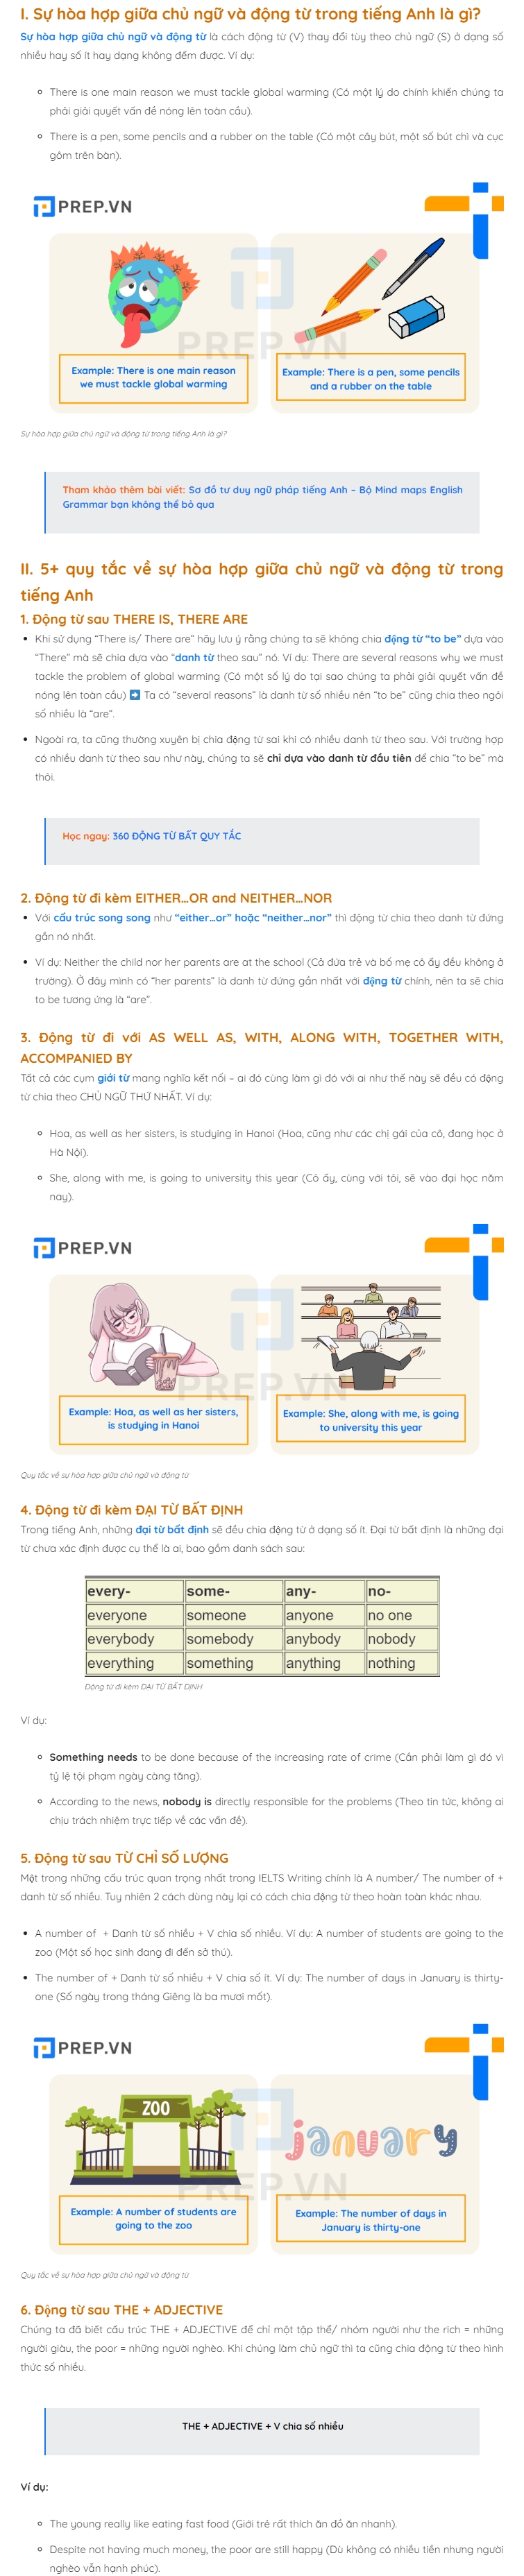 I. Sự hòa hợp giữa chủ ngữ và động từ trong tiếng Anh là gì?
Sự hòa hợp giữa chủ ngữ và động từ là cách động từ (V) thay đổi tùy theo chủ ngữ (S) ở dạng số
nhiều hay số ít hay dạng không đếm được. Ví dụ:
There is one main reason we must tackle global warming (Có một lý do chính khiến chúng ta
phải giải quyết vấn đề nóng lên toàn cầu).
There is a pen, some pencils and a rubber on the table (Có một cây bút, một số bút chì và cục
gôm trên bàn).
PREP.VN
PREP.VN
Example: There is one main reason
we must tackle global warming
Example: There is a pen, some pencils
and a rubber on the table
Sự hòa hợp giữa chủ ngữ và động từ trong tiếng Anh là gì?
Tham khảo thêm bài viết: Sơ đồ tư duy ngữ pháp tiếng Anh – Bộ Mind maps English
Grammar bạn không thể bỏ qua
II. 5+ quy tắc về sự hòa hợp giữa chủ ngữ và động từ trong
tiếng Anh
1. Động từ sau THERE IS, THERE ARE
Khi sử dụng “There is/ There are” hãy lưu ý rằng chúng ta sẽ không chia động từ “to be” dựa vào
“There” mà sẽ chia dựa vào “danh từ theo sau” nó. Ví dụ: There are several reasons why we must
tackle the problem of global warming (Có một số lý do tại sao chúng ta phải giải quyết vấn đề
nóng lên toàn cầu) ➡ Ta có “several reasons” là danh từ số nhiều nên “to be” cũng chia theo ngôi
số nhiều là “are”.
Ngoài ra, ta cũng thường xuyên bị chia động từ sai khi có nhiều danh từ theo sau. Với trường hợp
có nhiều danh từ theo sau như này, chúng ta sẽ chỉ dựa vào danh từ đầu tiên để chia “to be” mà
thôi.
Học ngay: 360 ĐỘNG TỪ BẤT QUY TẮC
2. Động từ đi kèm EITHER…OR and NEITHER…NOR
Với cấu trúc song song như “either…or” hoặc “neither…nor” thì động từ chia theo danh từ đứng
gần nó nhất.
Ví dụ: Neither the child nor her parents are at the school (Cả đứa trẻ và bố mẹ cô ấy đều không ở
trường). Ở đây mình có “her parents” là danh từ đứng gần nhất với động từ chính, nên ta sẽ chia
to be tương ứng là “are”.
3. Động từ đi với AS WELL AS, WITH, ALONG WITH, TOGETHER WITH,
ACCOMPANIED BY
Tất cả các cụm giới từ mang nghĩa kết nối – ai đó cùng làm gì đó với ai như thế này sẽ đều có động
từ chia theo CHỦ NGỮ THỨ NHẤT. Ví dụ:
Hoa, as well as her sisters, is studying in Hanoi (Hoa, cũng như các chị gái của cô, đang học ở
Hà Nội).
She, along with me, is going to university this year (Cô ấy, cùng với tôi, sẽ vào đại học năm
nay).
PREP.VN
PREP.VN
Example: Hoa, as well as her sisters,
is studying in Hanoi
Example: She, along with me, is going
to university this year
Quy tắc về sự hòa hợp giữa chủ ngữ và động từ
4. Động từ đi kèm ĐẠI TỪ BẤT ĐỊNH
Trong tiếng Anh, những đại từ bất định sẽ đều chia động từ ở dạng số ít. Đại từ bất định là những đại
từ chưa xác định được cụ thể là ai, bao gồm danh sách sau:
every- some- any- no-
everyone someone anyone no one
everybody somebody anybody nobody
everything something anything nothing
Động từ đi kèm ĐẠI TỪ BẤT ĐỊNH
Ví dụ:
Something needs to be done because of the increasing rate of crime (Cần phải làm gì đó vì
tỷ lệ tội phạm ngày càng tăng).
According to the news, nobody is directly responsible for the problems (Theo tin tức, không ai
chịu trách nhiệm trực tiếp về các vấn đề).
5. Động từ sau TỪ CHỈ SỐ LƯỢNG
Một trong những cấu trúc quan trọng nhất trong IELTS Writing chính là A number/ The number of +
danh từ số nhiều. Tuy nhiên 2 cách dùng này lại có cách chia động từ theo hoàn toàn khác nhau.
A number of + Danh từ số nhiều + V chia số nhiều. Ví dụ: A number of students are going to the
zoo (Một số học sinh đang đi đến sở thú).
The number of + Danh từ số nhiều + V chia số ít. Ví dụ: The number of days in January is thirty-
one (Số ngày trong tháng Giêng là ba mươi mốt).
PREP.VN
ZOO
january
PREP.VN
Example: A number of students are
going to the zoo
Example: The number of days in
January is thirty-one
Quy tắc về sự hòa hợp giữa chủ ngữ và động từ
6. Động từ sau THE + ADJECTIVE
Chúng ta đã biết cấu trúc THE + ADJECTIVE để chỉ một tập thể/ nhóm người như the rich = những
người giàu, the poor = những người nghèo. Khi chúng làm chủ ngữ thì ta cũng chia động từ theo hình
thức số nhiều.
THE + ADJECTIVE + V chia số nhiều
Ví dụ:
The young really like eating fast food (Giới trẻ rất thích ăn đồ ăn nhanh).
Despite not having much money, the poor are still happy (Dù không có nhiều tiền nhưng người
nghèo vẫn hạnh phúc).